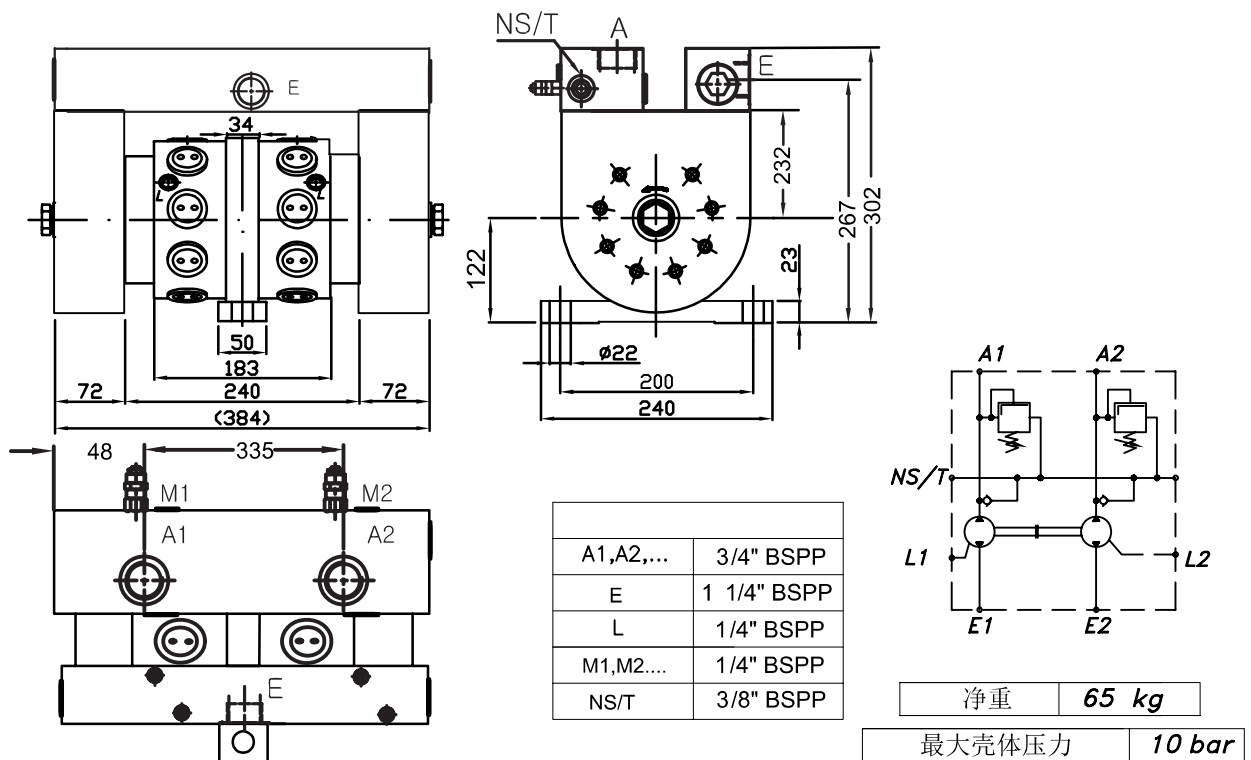 NS/T
A
E
E
34
L
L
232
267
302
122
23
50
183
72
240
72
(384)
ø22
200
240
48
335
M1
M2
A1
A2
E
A1,A2,... 3/4" BSPP
E 1 1/4" BSPP
L 1/4" BSPP
M1,M2.... 1/4" BSPP
NS/T 3/8" BSPP
A1
A2
NS/T
L1
L2
E1
E2
净重 65 kg
最大壳体压力 10 bar